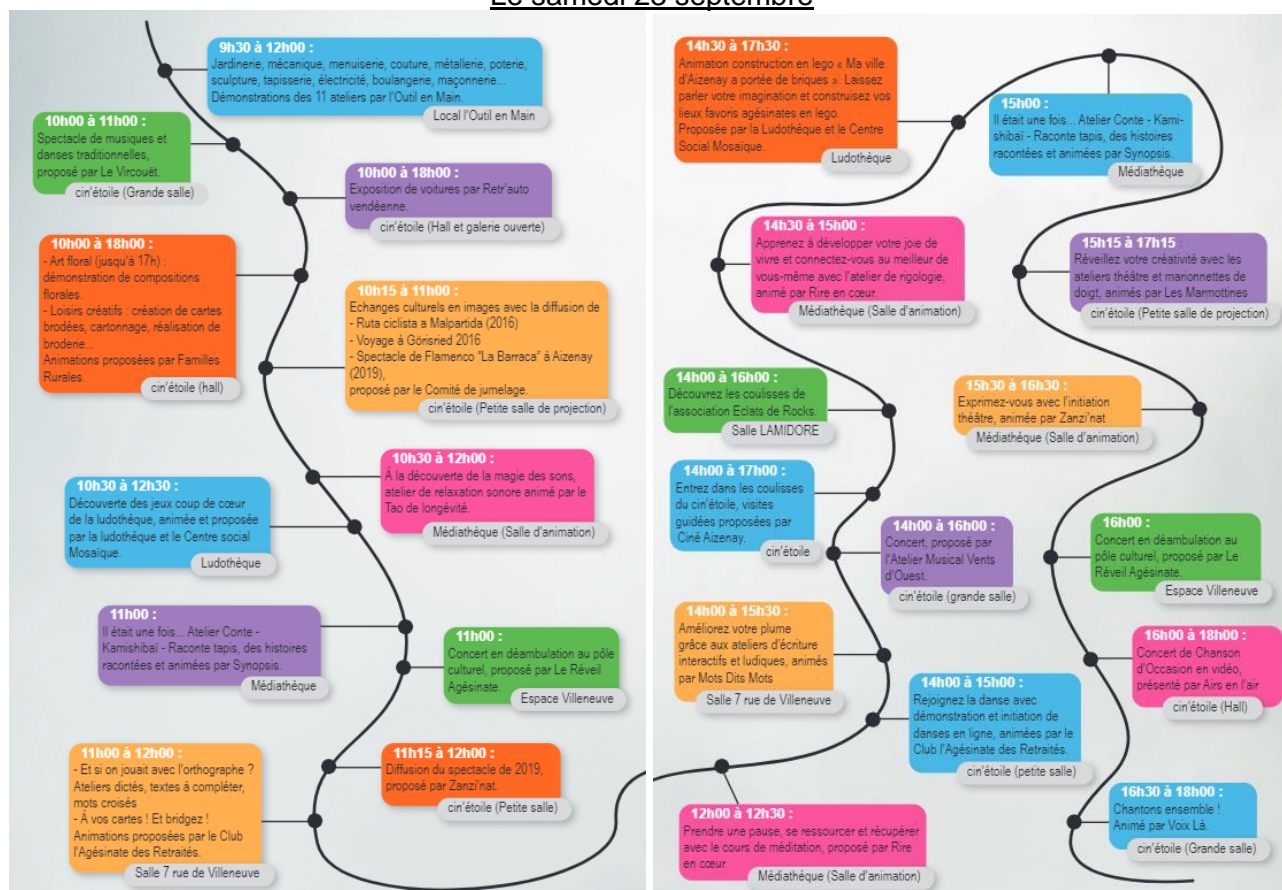 Le samedi 28 septembre
9h30 à 12h00 :
Jardinerie, mécanique, menuiserie, couture, métallerie, poterie,
sculpture, tapisserie, électricité, boulangerie, maçonnerie...
Démonstrations des 11 ateliers par l'Outil en Main.
Local l'Outil en Main
10h00 à 11h00 :
Spectacle de musiques et
danses traditionnelles,
proposé par Le Vircouët.
cin'étoile (Grande salle)
10h00 à 18h00 :
Exposition de voitures par Retr'auto
vendéenne.
cin'étoile (Hall et galerie ouverte)
10h00 à 18h00 :
- Art floral (jusqu'à 17h) :
démonstration de compositions
florales.
- Loisirs créatifs : création de cartes
brodées, cartonnage, réalisation de
broderie...
Animations proposées par Familles
Rurales.
cin'étoile (hall)
10h15 à 11h00 :
Echanges culturels en images avec la diffusion de
- Ruta ciclista a Malpartida (2016)
- Voyage à Görisried 2016
- Spectacle de Flamenco "La Barraca" à Aizenay
(2019),
proposé par le Comité de jumelage.
cin'étoile (Petite salle de projection)
10h30 à 12h00 :
À la découverte de la magie des sons,
atelier de relaxation sonore animé par le
Tao de longévité.
Médiathèque (Salle d'animation)
10h30 à 12h30 :
Découverte des jeux coup de cœur
de la ludothèque, animée et proposée
par la ludothèque et le Centre social
Mosaïque.
Ludothèque
11h00 :
Il était une fois... Atelier Conte -
Kamishibaï - Raconte tapis, des histoires
racontées et animées par Synopsis.
Médiathèque
11h00 :
Concert en déambulation au pôle
culturel, proposé par Le Réveil
Agésinate.
Espace Villeneuve
11h00 à 12h00 :
- Et si on jouait avec l'orthographe ?
Ateliers dictés, textes à compléter,
mots croisés
- À vos cartes ! Et bridgez !
Animations proposées par le Club
l'Agésinate des Retraités.
Salle 7 rue de Villeneuve
11h15 à 12h00 :
Diffusion du spectacle de 2019,
proposé par Zanzi'nat.
cin'étoile (Petite salle)
12h00 à 12h30 :
Prendre une pause, se ressourcer et récupérer
avec le cours de méditation, proposé par Rire
en cœur.
Médiathèque (Salle d'animation)
14h00 à 15h00 :
Rejoignez la danse avec
démonstration et initiation de
danses en ligne, animées par le
Club l'Agésinate des Retraités.
cin'étoile (petite salle)
14h00 à 15h30 :
Améliorez votre plume
grâce aux ateliers d'écriture
interactifs et ludiques, animés
par Mots Dits Mots
Salle 7 rue de Villeneuve
14h00 à 16h00 :
Concert, proposé par
l'Atelier Musical Vents
d'Ouest.
cin'étoile (grande salle)
14h00 à 17h00 :
Entrez dans les coulisses
du cin'étoile, visites
guidées proposées par
Ciné Aizenay.
cin'étoile
14h00 à 16h00 :
Découvrez les coulisses de
l'association Eclats de Rocks.
Salle LAMIDORE
14h30 à 15h00 :
Apprenez à développer votre joie de
vivre et connectez-vous au meilleur de
vous-même avec l'atelier de rigologie,
animé par Rire en cœur.
Médiathèque (Salle d'animation)
14h30 à 17h30 :
Animation construction en lego « Ma ville
d'Aizenay a portée de briques ». Laissez
parler votre imagination et construisez vos
lieux favoris agésinates en lego.
Proposée par la Ludothèque et le Centre
Social Mosaïque.
Ludothèque
15h00 :
Il était une fois... Atelier Conte - Kami-
shibaï - Raconte tapis, des histoires
racontées et animées par Synopsis.
Médiathèque
15h15 à 17h15 :
Réveillez votre créativité avec les
ateliers théâtre et marionnettes de
doigt, animés par Les Marmottines
cin'étoile (Petite salle de projection)
15h30 à 16h30 :
Exprimez-vous avec l'initiation
théâtre, animée par Zanzi'nat
Médiathèque (Salle d'animation)
16h00 :
Concert en déambulation au
pôle culturel, proposé par Le
Réveil Agésinate.
Espace Villeneuve
16h00 à 18h00 :
Concert de Chanson
d'Occasion en vidéo,
présenté par Airs en l'air
cin'étoile (Hall)
16h30 à 18h00 :
Chantons ensemble !
Animé par Voix Là.
cin'étoile (Grande salle)